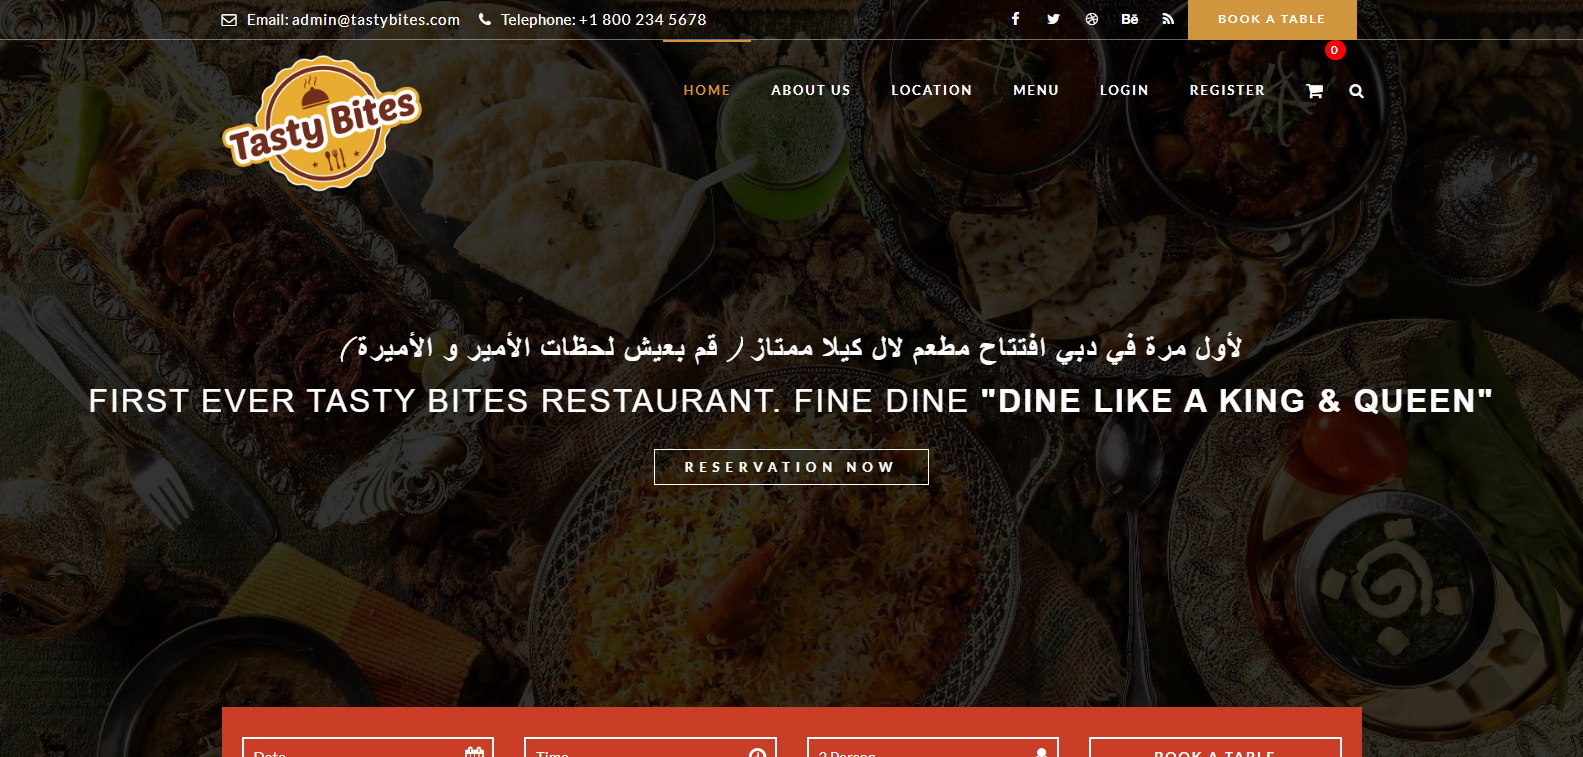 Email: admin@tastybites.com Telephone: +1 800 234 5678 BOOK A TABLE
0
HOME ABOUT US LOCATION MENU LOGIN REGISTER
Tasty Bites
لأول مرة في دبي افتتاح مطعم لال كيلا ممتاز ( قم بعيش لحظات الأمير و الأميرة)
FIRST EVER TASTY BITES RESTAURANT. FINE DINE "DINE LIKE A KING & QUEEN"
RESERVATION NOW
Date Time 2 Person BOOK A TABLE